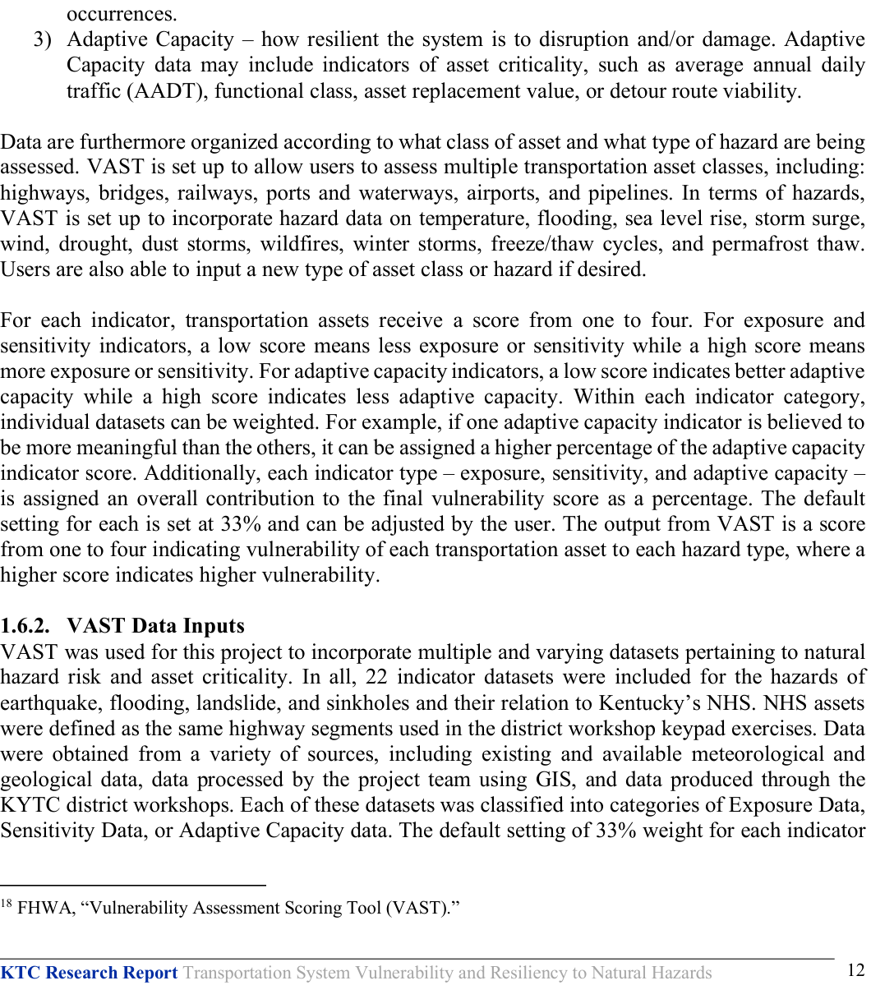 occurrences.
3) Adaptive Capacity – how resilient the system is to disruption and/or damage. Adaptive
Capacity data may include indicators of asset criticality, such as average annual daily
traffic (AADT), functional class, asset replacement value, or detour route viability.
Data are furthermore organized according to what class of asset and what type of hazard are being
assessed. VAST is set up to allow users to assess multiple transportation asset classes, including:
highways, bridges, railways, ports and waterways, airports, and pipelines. In terms of hazards,
VAST is set up to incorporate hazard data on temperature, flooding, sea level rise, storm surge,
wind, drought, dust storms, wildfires, winter storms, freeze/thaw cycles, and permafrost thaw.
Users are also able to input a new type of asset class or hazard if desired.
For each indicator, transportation assets receive a score from one to four. For exposure and
sensitivity indicators, a low score means less exposure or sensitivity while a high score means
more exposure or sensitivity. For adaptive capacity indicators, a low score indicates better adaptive
capacity while a high score indicates less adaptive capacity. Within each indicator category,
individual datasets can be weighted. For example, if one adaptive capacity indicator is believed to
be more meaningful than the others, it can be assigned a higher percentage of the adaptive capacity
indicator score. Additionally, each indicator type – exposure, sensitivity, and adaptive capacity –
is assigned an overall contribution to the final vulnerability score as a percentage. The default
setting for each is set at 33% and can be adjusted by the user. The output from VAST is a score
from one to four indicating vulnerability of each transportation asset to each hazard type, where a
higher score indicates higher vulnerability.
1.6.2. VAST Data Inputs
VAST was used for this project to incorporate multiple and varying datasets pertaining to natural
hazard risk and asset criticality. In all, 22 indicator datasets were included for the hazards of
earthquake, flooding, landslide, and sinkholes and their relation to Kentucky’s NHS. NHS assets
were defined as the same highway segments used in the district workshop keypad exercises. Data
were obtained from a variety of sources, including existing and available meteorological and
geological data, data processed by the project team using GIS, and data produced through the
KYTC district workshops. Each of these datasets was classified into categories of Exposure Data,
Sensitivity Data, or Adaptive Capacity data. The default setting of 33% weight for each indicator
18 FHWA, “Vulnerability Assessment Scoring Tool (VAST).”
KTC Research Report Transportation System Vulnerability and Resiliency to Natural Hazards 12